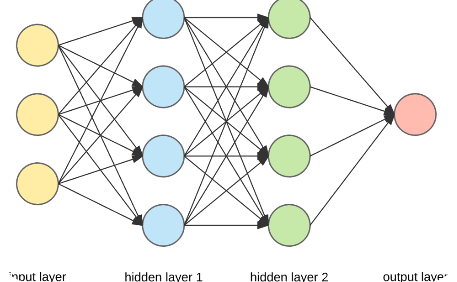 input layer
hidden layer 1
hidden layer 2
output layer